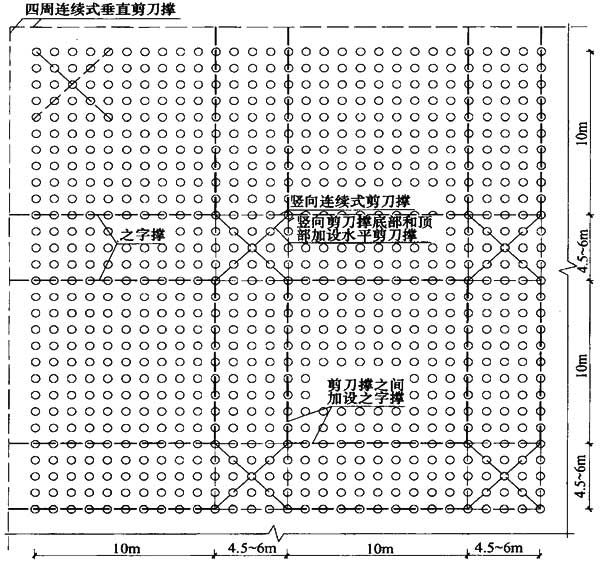 四周连续式垂直剪刀撑
竖向连续式剪刀撑
竖向剪刀撑底部和顶
部加设水平剪刀撑
之字撑
剪刀撑之间
加设之字撑
10m
4.5~6m
10m
4.5~6m
10m
4.5~6m
10m
4.5~6m